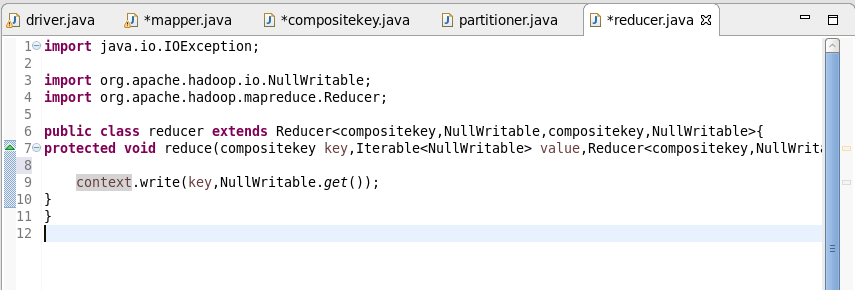 driver.java *mapper.java *compositekey.java partitioner.java *reducer.java
1 import java.io.IOException;
2
3 import org.apache.hadoop.io.NullWritable;
4 import org.apache.hadoop.mapreduce.Reducer;
5
6 public class reducer extends Reducer<compositekey,NullWritable,compositekey,NullWritable>{
7 protected void reduce(compositekey key,Iterable<NullWritable> value,Reducer<compositekey,NullWrita
8
9 context.write(key,NullWritable.get());
10 }
11 }
12